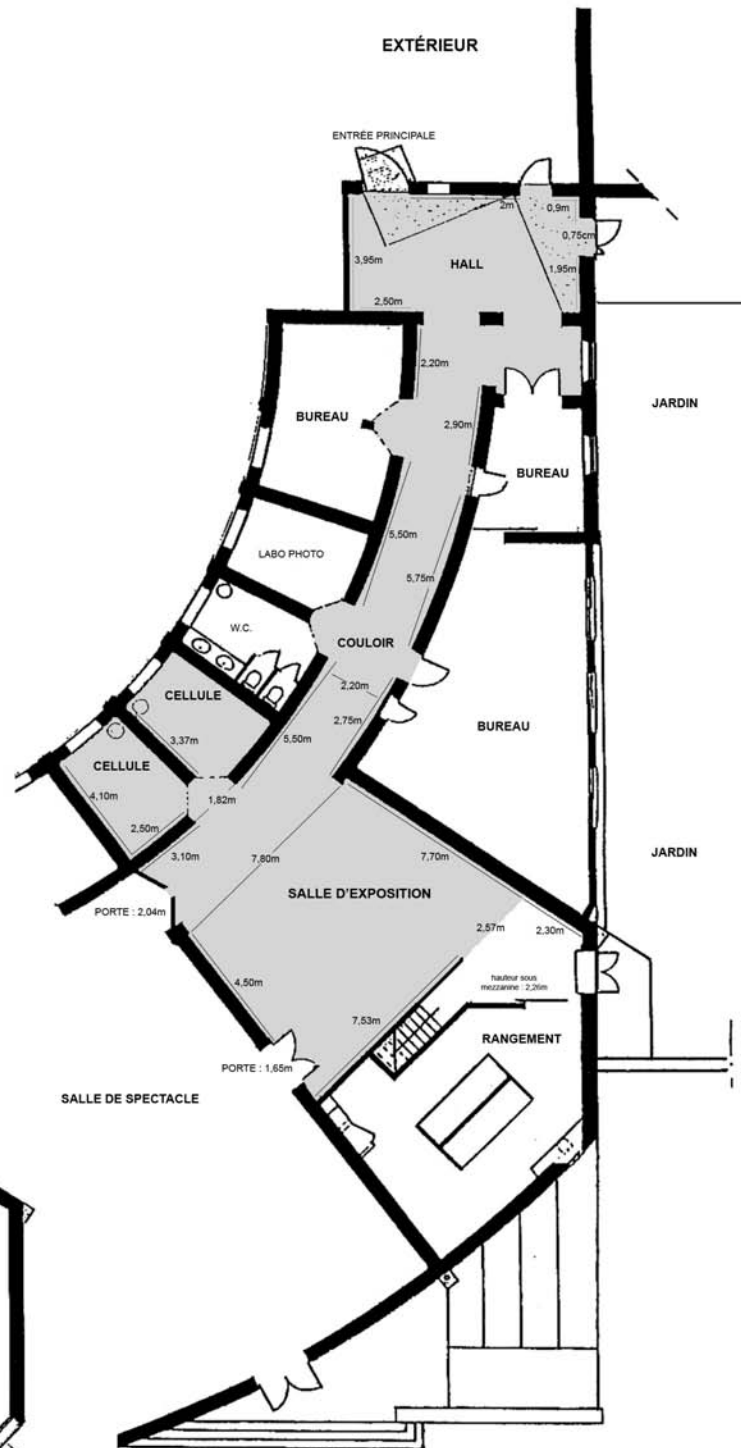 EXTÉRIEUR
ENTRÉE PRINCIPALE
2m
0,9m
0,75cm
3,95m
HALL
1,95m
2,50m
2,20m
BUREAU
JARDIN
2,90m
BUREAU
5,50m
LABO PHOTO
5,75m
W.C.
COULOIR
2,20m
CELLULE
2,75m
BUREAU
3,37m
5,50m
CELLULE
4,10m
1,82m
2,50m
3,10m
7,80m
7,70m
JARDIN
SALLE D'EXPOSITION
PORTE : 2,04m
2,57m
2,30m
4,50m
hauteur sous
mezzanine : 2,26m
7,53m
RANGEMENT
PORTE : 1,65m
SALLE DE SPECTACLE